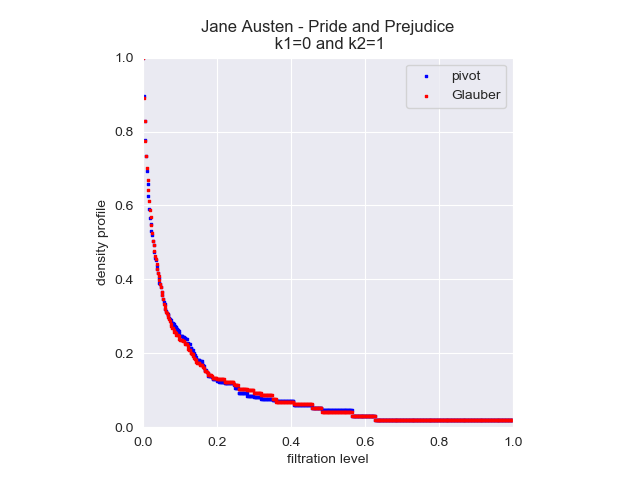 Jane Austen - Pride and Prejudice
k1=0 and k2=1
pivot
Glauber
density profile
1.0
0.8
0.6
0.4
0.2
0.0
0.0 0.2 0.4 0.6 0.8 1.0
filtration level